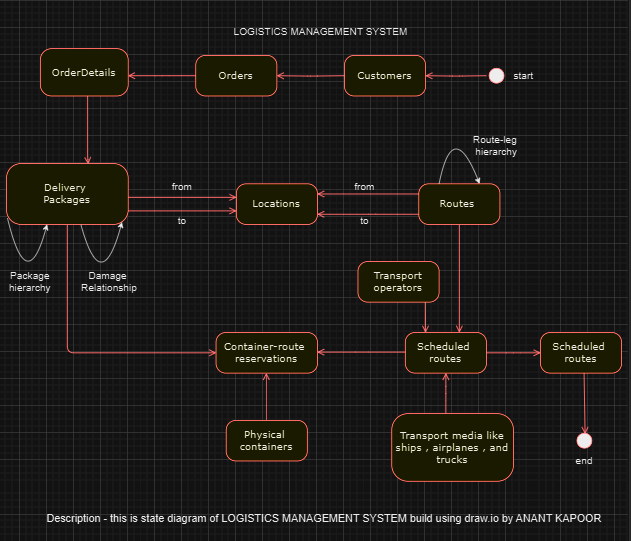 LOGISTICS MANAGEMENT SYSTEM
OrderDetails
Orders
Customers
start
Route-leg
hierarchy
Delivery
Packages
from
to
Locations
from
to
Routes
Package
hierarchy
Damage
Relationship
Transport
operators
Container-route
reservations
Scheduled
routes
Scheduled
routes
Physical
containers
Transport media like
ships , airplanes , and
trucks
end
Description - this is state diagram of LOGISTICS MANAGEMENT SYSTEM build using draw.io by ANANT KAPOOR